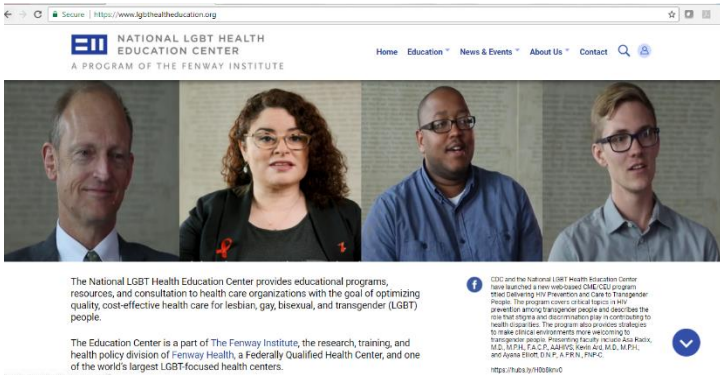 Secure | https://www.lgbthealtheducation.org
NATIONAL LGBT HEALTH
EDUCATION CENTER
A PROGRAM OF THE FENWAY INSTITUTE
Home Education News & Events About Us Contact
The National LGBT Health Education Center provides educational programs,
resources, and consultation to health care organizations with the goal of optimizing
quality, cost-effective health care for lesbian, gay, bisexual, and transgender (LGBT)
people.
The Education Center is a part of The Fenway Institute, the research, training, and
health policy division of Fenway Health, a Federally Qualified Health Center, and one
of the world's largest LGBT-focused health centers.
CDC and the National LGBT Health Education Center
have launched a new web-based CME/CEU program
titled Delivering HIV Prevention and Care to Transgender
People. The program covers critical topics in HIV
prevention among transgender people and describes the
role that stigma and discrimination play in contributing to
health disparities. The program also provides strategies
to make clinical environments more welcoming to
transgender people. Presenting faculty include Asa Radix,
M.D., M.P.H., F.A.C.P., AAHIVS; Kevin Ard, M.D., M.P.H.,
and Ayana Elliott, D.N.P., A.P.R.N., FNP-C.